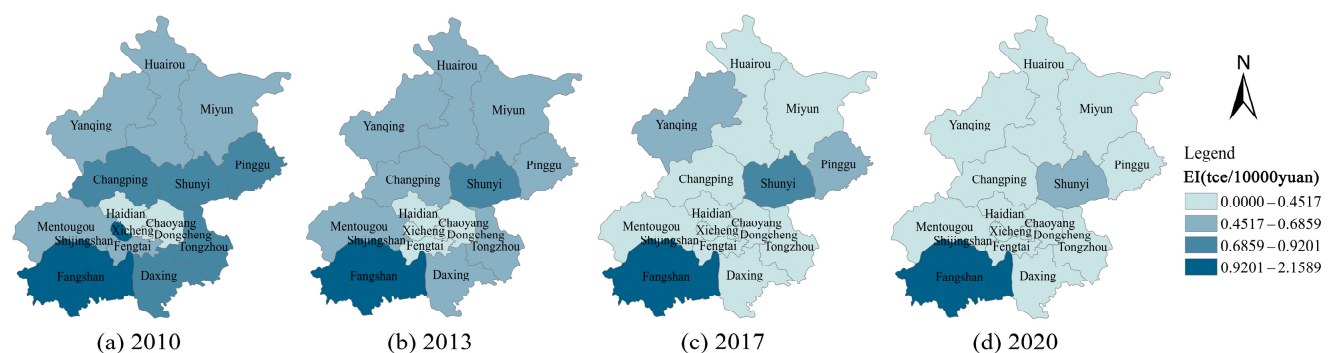 Huairou
Miyun
Yanqing
Pinggu
Changping
Shunyi
Haidian
Mentougou
Xicheng
Chaoyang
Dongcheng
Shijingshan
Fengtai
Tongzhou
Fangshan
Daxing
(a) 2010
Huairou
Miyun
Yanqing
Pinggu
Changping
Shunyi
Haidian
Mentougou
Xicheng
Chaoyang
Dongcheng
Shijingshan
Fengtai
Tongzhou
Fangshan
Daxing
(b) 2013
Huairou
Miyun
Yanqing
Pinggu
Changping
Shunyi
Haidian
Mentougou
Xicheng
Chaoyang
Dongcheng
Shijingshan
Fengtai
Tongzhou
Fangshan
Daxing
(c) 2017
Huairou
Miyun
Yanqing
Pinggu
Changping
Shunyi
Haidian
Mentougou
Xicheng
Chaoyang
Dongcheng
Shijingshan
Fengtai
Tongzhou
Fangshan
Daxing
(d) 2020
N
Legend
EI(tce/10000yuan)
0.0000–0.4517
0.4517–0.6859
0.6859–0.9201
0.9201–2.1589